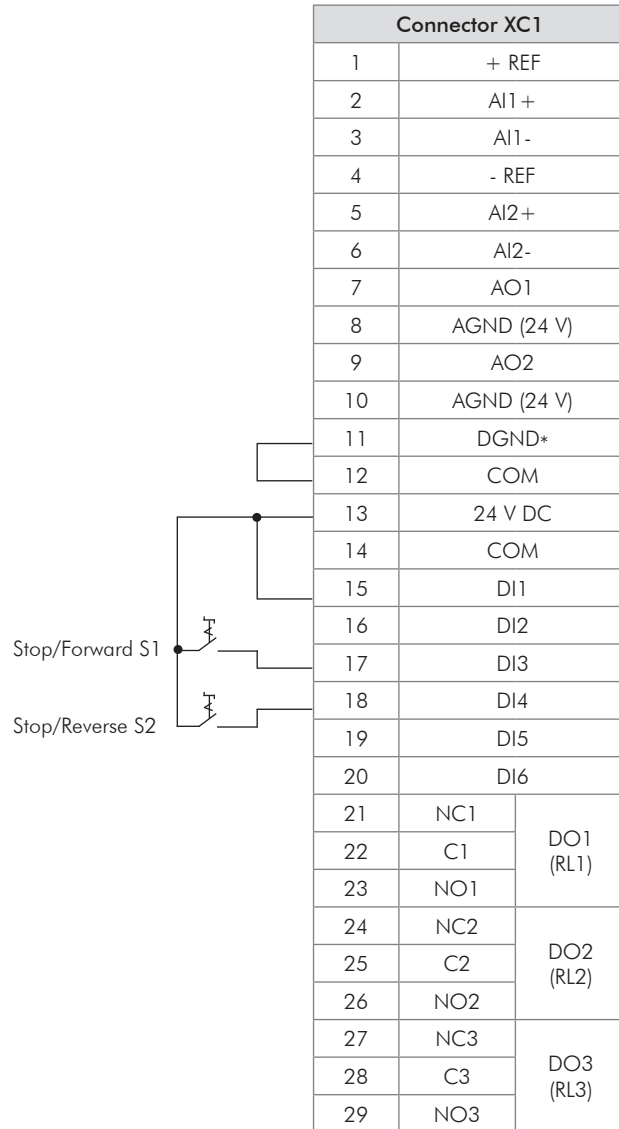 Connector XC1
1 + REF
2 AI1+
3 AI1-
4 - REF
5 AI2+
6 AI2-
7 AO1
8 AGND (24 V)
9 AO2
10 AGND (24 V)
11 DGND*
12 COM
13 24 V DC
14 COM
15 DI1
16 DI2
Stop/Forward S1
17 DI3
18 DI4
Stop/Reverse S2
19 DI5
20 DI6
21 NC1
22 C1
23 NO1
DO1
(RL1)
24 NC2
25 C2
26 NO2
DO2
(RL2)
27 NC3
28 C3
29 NO3
DO3
(RL3)